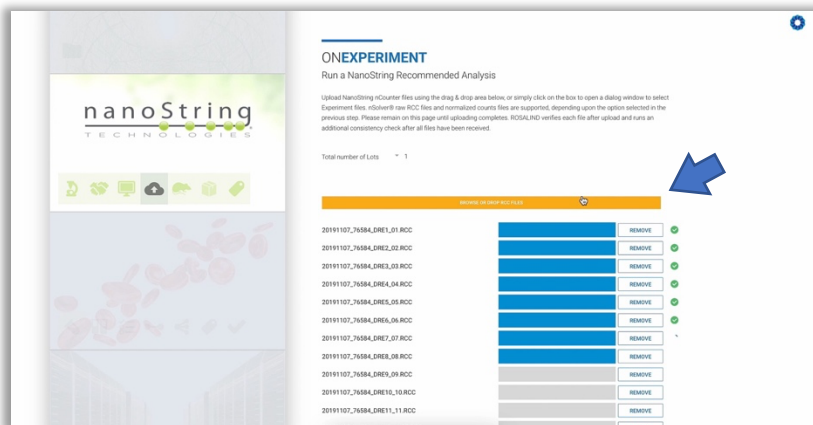 nanoString
TECHNOLOGIES
ONEXPERIMENT
Run a NanoString Recommended Analysis
Upload NanoString nCounter files using the drag & drop area below, or simply click on the box to open a dialog window to select
Experiment files. nSolver® raw RCC files and normalized counts files are supported, depending upon the option selected in the
previous step. Please remain on this page until uploading completes. ROSALIND verifies each file after upload and runs an
additional consistency check after all files have been received.
Total number of Lots 1
BROWSE OR DROP RCC FILES
20191107_76584_DRE1_01.RCC REMOVE
20191107_76584_DRE2_02.RCC REMOVE
20191107_76584_DRE3_03.RCC REMOVE
20191107_76584_DRE4_04.RCC REMOVE
20191107_76584_DRE5_05.RCC REMOVE
20191107_76584_DRE6_06.RCC REMOVE
20191107_76584_DRE7_07.RCC REMOVE
20191107_76584_DRE8_08.RCC REMOVE
20191107_76584_DRE9_09.RCC REMOVE
20191107_76584_DRE10_10.RCC REMOVE
20191107_76584_DRE11_11.RCC REMOVE